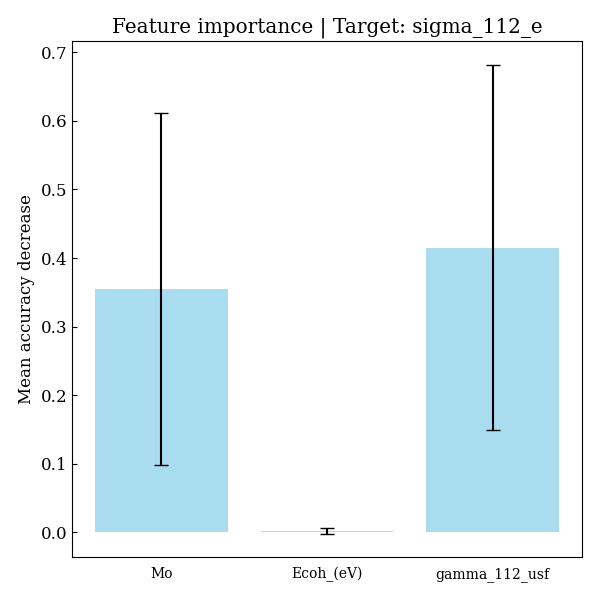 Feature importance | Target: sigma_112_e
Mean accuracy decrease
0.7
0.6
0.5
0.4
0.3
0.2
0.1
0.0
Mo
Ecoh_(eV)
gamma_112_usf